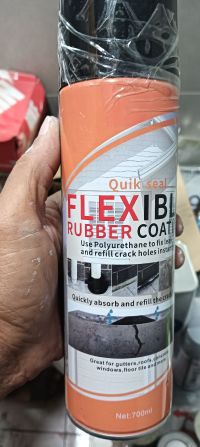 Quik seal
FLEXIBL
RUBBER COAT
Use Polyurethane to fix
and refill crack holes instan
Quickly absorb and refill the
Great for gutters, roofs,
windows, floor tile and
Net:700ml